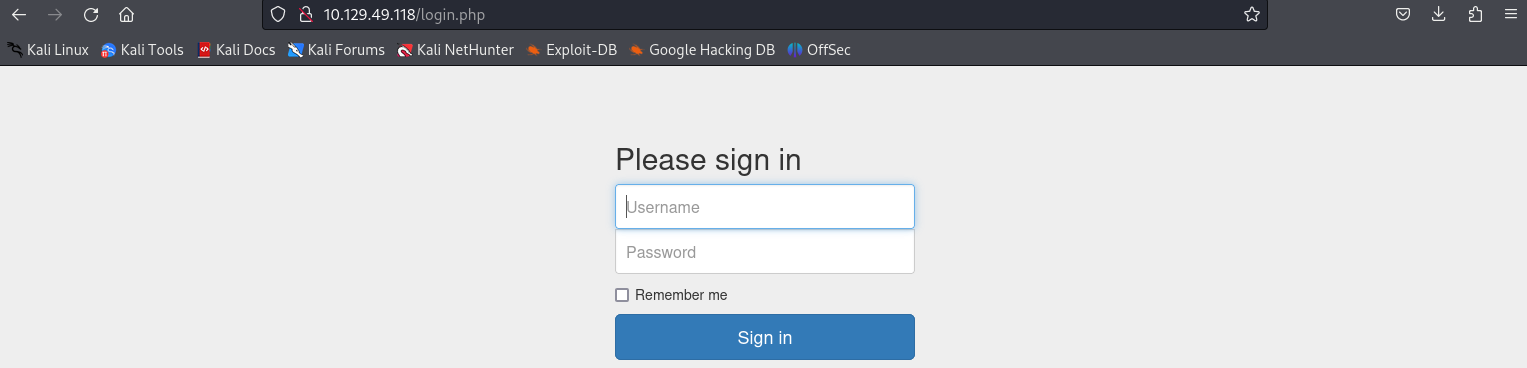 10.129.49.118/login.php
Kali Linux Kali Tools Kali Docs Kali Forums Kali NetHunter Exploit-DB Google Hacking DB OffSec
Please sign in
Username
Password
Remember me
Sign in